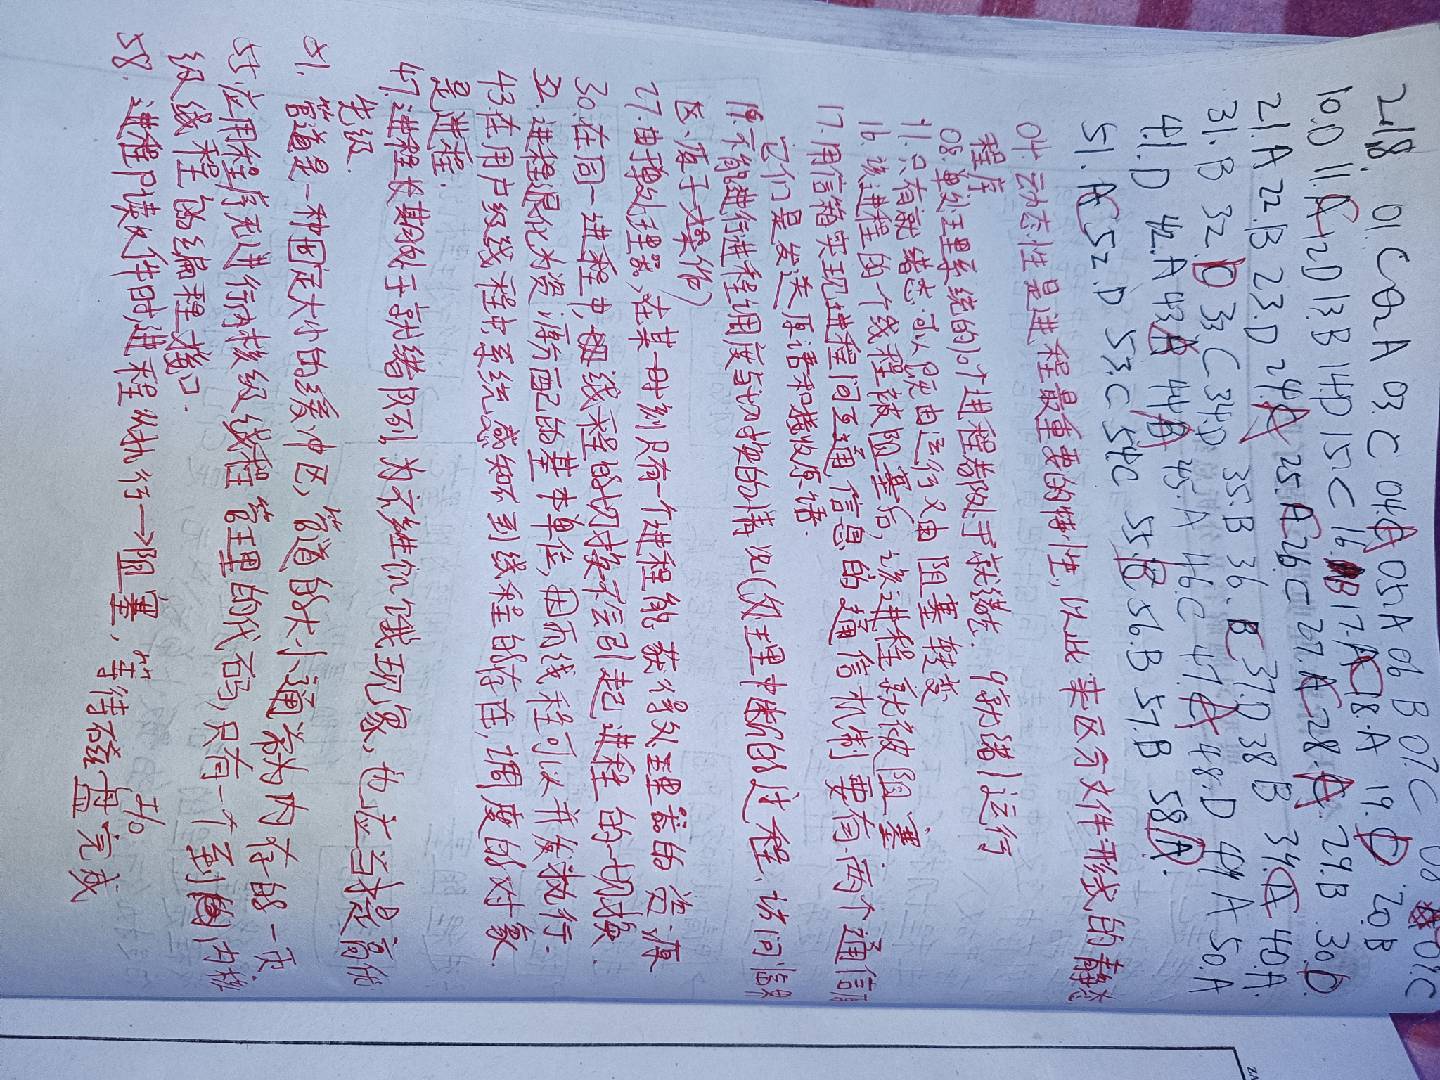 2.1.8. 01.C 02 A 03. C 04.A 05.A 06 B 07.C 08 09.C
10.D 11.A 12D 13.B 14.D 15.C 16.B 17.A C 18.A 19. D 20.B
21.A 22.B 23.D 24.A 25.A C 26.C 27.A C 28. A 29.B 30.D
31.B 32.D 33.C 34.D 35.B 36. C 37.D 38 B 39.A 40.A.
41.D 42.A 43.A 44.B 45.A 46.C 47. A 48.D 49 A 50.A
51.A C 52.D 53.C 54C 55.B 56.B 57.B 58.A.
04.动态性是进程最重要的特性,以此来区分文件形式的静态
程序
08.单处理系统的10个进程都处于就绪态. 9就绪1运行
11.只有就绪态可以既由运行又由阻塞转变
16.该进程的一个线程被阻塞后,该进程就被阻塞.
17.用信箱实现进程间互通信息的通信机制要有两个通信原
它们是发送原语和接收原语.
19.不能进行进程调度与切换的情况(处理中断的过程、访问临界
区、原子操作)
27.由于单处理器,在某一时刻只有一个进程能获得处理器的资源
30.在同一进程中,线程的切换不会引起进程的切换.
32.进程退化为资源分配的基本单位,因而线程可以并发执行.
43.在用户级线程中,系统感知不到线程的存在,调度的对象
是进程.
47.进程长期处于就绪队列,为不产生饥饿现象,也应当提高优
先级.
51.管道是一种固定大小的缓冲区,管道的大小通常为内存的一页.
55.应用程序无进行内核级线程管理的代码,只有一个到内核
级线程的编程接口.
58.进程P读文件时,进程从执行→阻塞,等待磁盘I/o完成